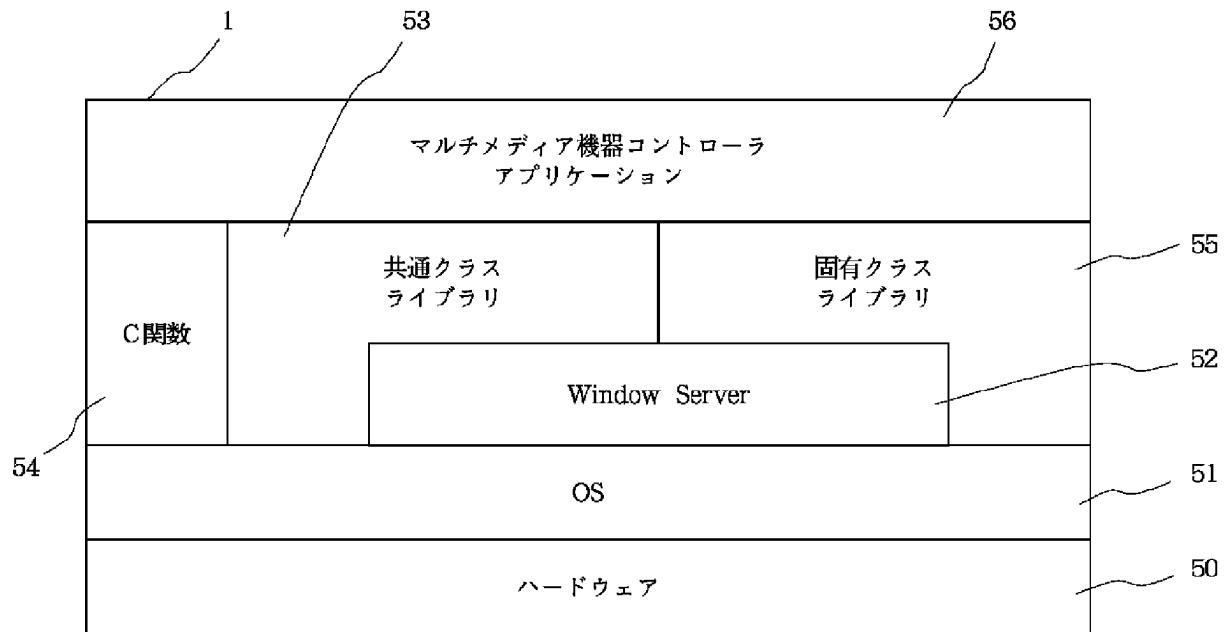 1
53
56
マルチメディア機器コントローラ
アプリケーション
共通クラス
ライブラリ
固有クラス
ライブラリ
55
C関数
Window Server
52
54
OS
51
ハードウェア
50